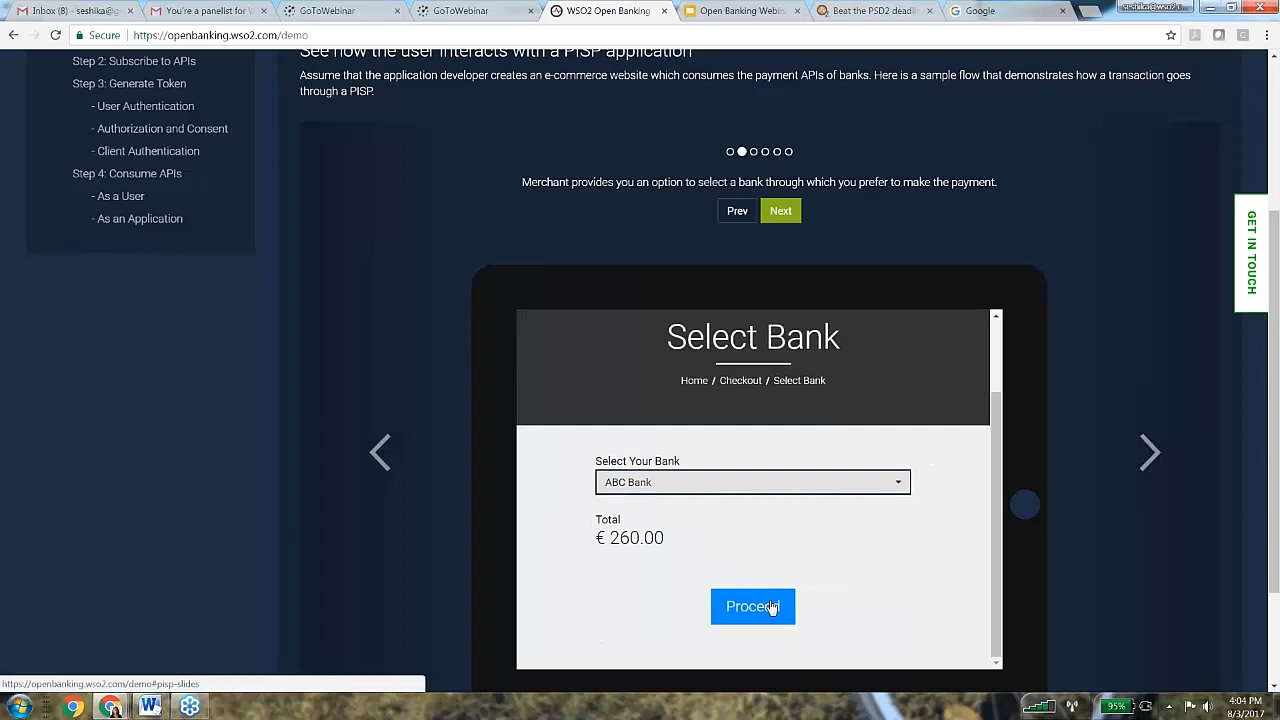 Inbox (8) - seshika@g
You're a panelist for W
GoToWebinar
GoToWebinar
WSO2 Open Banking
Open Banking Webin
Beat the PSD2 deadli
Google
seshika@wso2.
Secure
https://openbanking.wso2.com/demo
See how the user interacts with a PISP application
Assume that the application developer creates an e-commerce website which consumes the payment APIs of banks. Here is a sample flow that demonstrates how a transaction goes
through a PISP.
Step 2: Subscribe to APIs
Step 3: Generate Token
- User Authentication
- Authorization and Consent
- Client Authentication
Step 4: Consume APIs
- As a User
- As an Application
Merchant provides you an option to select a bank through which you prefer to make the payment.
Prev
Next
GET IN TOUCH
Select Bank
Home / Checkout / Select Bank
Select Your Bank
ABC Bank
Total
€ 260.00
Proceed
https://openbanking.wso2.com/demo#pisp-slides
95%
4:04 PM
8/3/2017